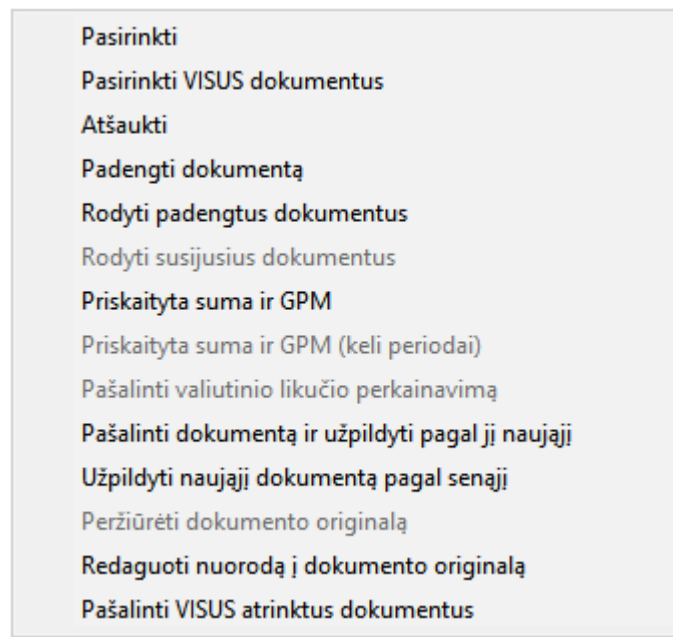 Pasirinkti
Pasirinkti VISUS dokumentus
Atšaukti
Padengti dokumentą
Rodyti padengtus dokumentus
Rodyti susijusius dokumentus
Priskaityta suma ir GPM
Priskaityta suma ir GPM (keli periodai)
Pašalinti valiutinio likučio perkainavimą
Pašalinti dokumentą ir užpildyti pagal jį naująjį
Užpildyti naująjį dokumentą pagal senąjį
Peržiūrėti dokumento originalą
Redaguoti nuorodą į dokumento originalą
Pašalinti VISUS atrinktus dokumentus